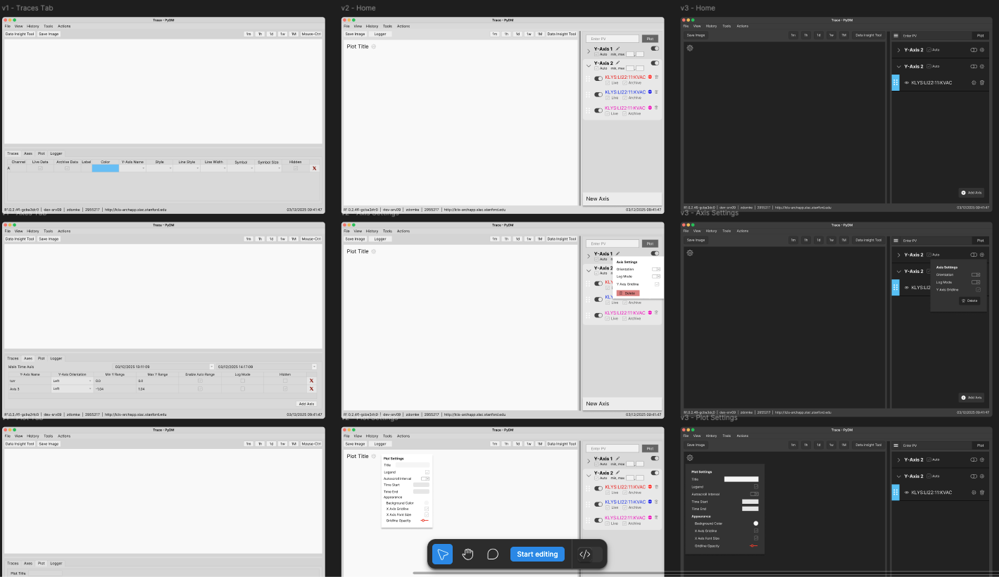 v1 - Traces Tab
Trace - PyDM
File View History Tools Actions
Data Insight Tool Save Image 1m 1h 1d 1w 1M Mouse-Ctrl
Traces Axes Plot Logger
Channel Live Data Archive Data Label Color Y-Axis Name Style Line Style Line Width Symbol Symbol Size Hidden
A X
R1.0.2.46-gcba3dc0 | dev-srv09 | zdomke | 2955217 | http://lcls-archapp.slac.stanford.edu 03/12/2025 09:41:47
v2 - Home
Trace - PyDM
File View History Tools Actions
Save Image Logger 1m 1h 1d 1w 1M Data Insight Tool
Plot Title
Enter PV Plot
Y-Axis 1
Auto min, max
Y-Axis 2
Auto min, max
KLYS:LI22:11:KVAC
Live Archive
KLYS:LI22:11:KVAC
Live Archive
KLYS:LI22:11:KVAC
Live Archive
New Axis
R1.0.2.46-gcba3dc0 | dev-srv09 | zdomke | 2955217 | http://lcls-archapp.slac.stanford.edu 03/12/2025 09:41:47
v3 - Home
Trace - PyDM
File View History Tools Actions
Save Image 1m 1h 1d 1w 1M Data Insight Tool
Enter PV Plot
Y-Axis 2 Auto
Y-Axis 2 Auto
KLYS:LI22:11:KVAC
Add Axis
R1.0.2.46-gcba3dc0 | dev-srv09 | zdomke | 2955217 | http://lcls-archapp.slac.stanford.edu 03/12/2025 09:41:47
v1 - Axes Tab
Trace - PyDM
File View History Tools Actions
Data Insight Tool Save Image 1m 1h 1d 1w 1M Mouse-Ctrl
Traces Axes Plot Logger
Main Time Axis 03/12/2025 13:11:09 03/12/2025 14:17:09
Y-Axis Name Y-Axis Orientation Min Y Range Max Y Range Enable Auto Range Log Mode Hidden
Left 0.0 0.0 X
Axis 3 Left -1.04 1.04 X
Add Axis
R1.0.2.46-gcba3dc0 | dev-srv09 | zdomke | 2955217 | http://lcls-archapp.slac.stanford.edu 03/12/2025 09:41:47
v2 - Axis Settings
Trace - PyDM
File View History Tools Actions
Save Image Logger 1m 1h 1d 1w 1M Data Insight Tool
Plot Title
Enter PV Plot
Y-Axis 1
Auto
Y-Axis 2
Auto
Axis Settings
Orientation
Log Mode
Y Axis Gridline
Delete
Live Archive
KLYS:LI22:11:KVAC
Live Archive
New Axis
R1.0.2.46-gcba3dc0 | dev-srv09 | zdomke | 2955217 | http://lcls-archapp.slac.stanford.edu 03/12/2025 09:41:47
v3 - Axis Settings
Trace - PyDM
File View History Tools Actions
Save Image 1m 1h 1d 1w 1M Data Insight Tool
Enter PV Plot
Y-Axis 2 Auto
Y-Axis 2
KLYS:LI2
Axis Settings
Orientation
Log Mode
Y Axis Gridline
Delete
Add Axis
R1.0.2.46-gcba3dc0 | dev-srv09 | zdomke | 2955217 | http://lcls-archapp.slac.stanford.edu 03/12/2025 09:41:47
v1 - Plot Tab
Trace - PyDM
File View History Tools Actions
Data Insight Tool Save Image 1m 1h 1d 1w 1M Mouse-Ctrl
Traces Axes Plot Logger
Plot Title
v2 - Plot Settings
Trace - PyDM
File View History Tools Actions
Save Image Logger 1m 1h 1d 1w 1M Data Insight Tool
Plot Title
Plot Settings
Title
Legend
Autoscroll Interval
Time Start
Time End
Appearance
Background Color
X Axis Gridline
X Axis Font Size
Gridline Opacity
Enter PV Plot
Y-Axis 1
Auto min, max
Y-Axis 2
Auto min, max
KLYS:LI22:11:KVAC
Live Archive
KLYS:LI22:11:KVAC
Live Archive
KLYS:LI22:11:KVAC
Live Archive
v3 - Plot Settings
Trace - PyDM
File View History Tools Actions
Save Image 1m 1h 1d 1w 1M Data Insight Tool
Plot Settings
Title
Legend
Autoscroll Interval
Time Start
Time End
Appearance
Background Color
X Axis Gridline
X Axis Font Size
Gridline Opacity
Enter PV Plot
Y-Axis 2 Auto
Y-Axis 2 Auto
KLYS:LI22:11:KVAC
Start editing